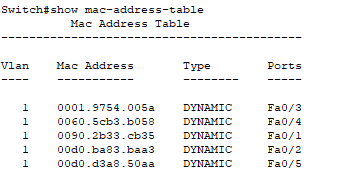 Switch#show mac-address-table
Mac Address Table
-------------------------------------------
Vlan Mac Address Type Ports
---- ----------- -------- -----
1 0001.9754.005a DYNAMIC Fa0/3
1 0060.5cb3.b058 DYNAMIC Fa0/4
1 0090.2b33.cb35 DYNAMIC Fa0/1
1 00d0.ba83.baa3 DYNAMIC Fa0/2
1 00d0.d3a8.50aa DYNAMIC Fa0/5